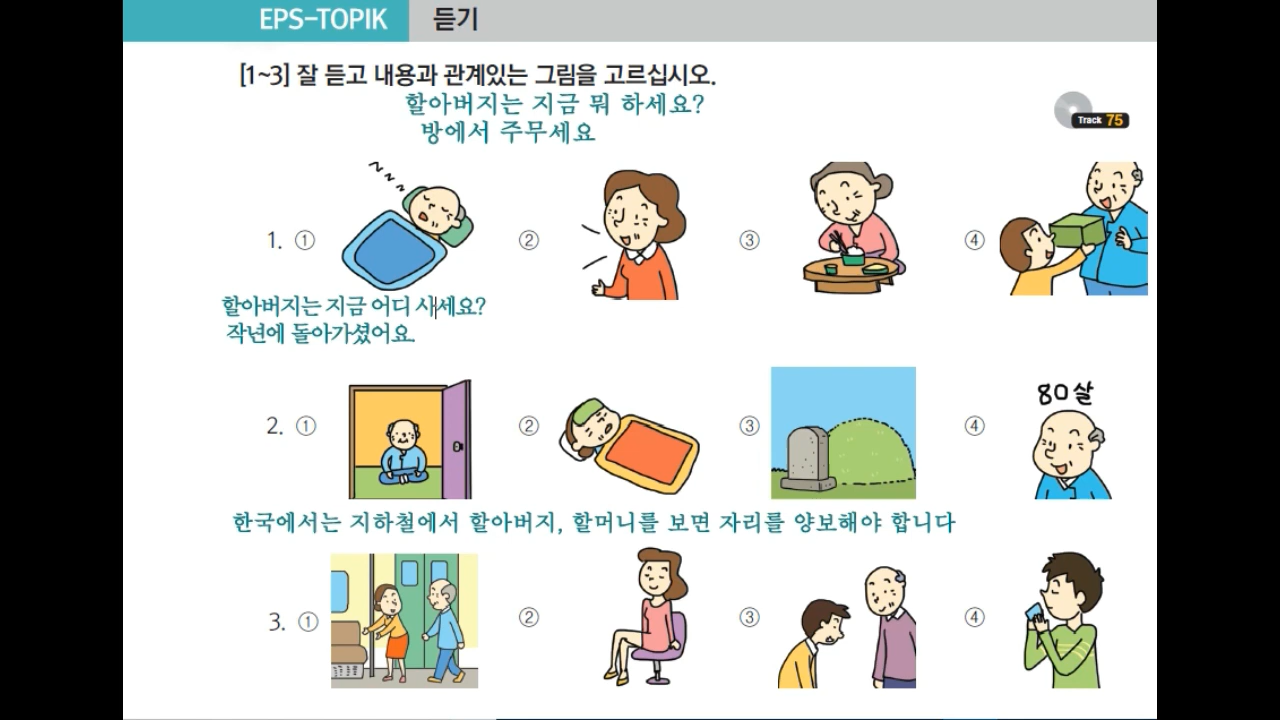 EPS-TOPIK 듣기
[1~3] 잘 듣고 내용과 관계있는 그림을 고르십시오.
할아버지는 지금 뭐 하세요?
방에서 주무세요
Track 75
z z z z
1. ① ② ③ ④
할아버지는 지금 어디 사세요?
작년에 돌아가셨어요.
80살
2. ① ② ③ ④
한국에서는 지하철에서 할아버지, 할머니를 보면 자리를 양보해야 합니다
3. ① ② ③ ④